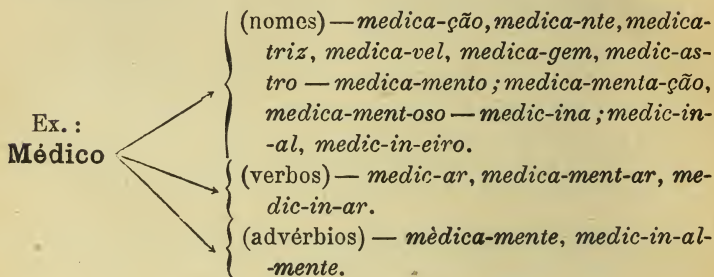 (nomes) — medica-ção, medica-nte, medica-
triz, medica-vel, medica-gem, medic-as-
tro — medica-mento ; medica-menta-ção,
medica-ment-oso — medic-ina ; medic-in-
-al, medic-in-eiro.
Ex. :
Médico
(verbos) — medic-ar, medica-ment-ar, me-
dic-in-ar.
(advérbios) — mèdica-mente, medic-in-al-
-mente.